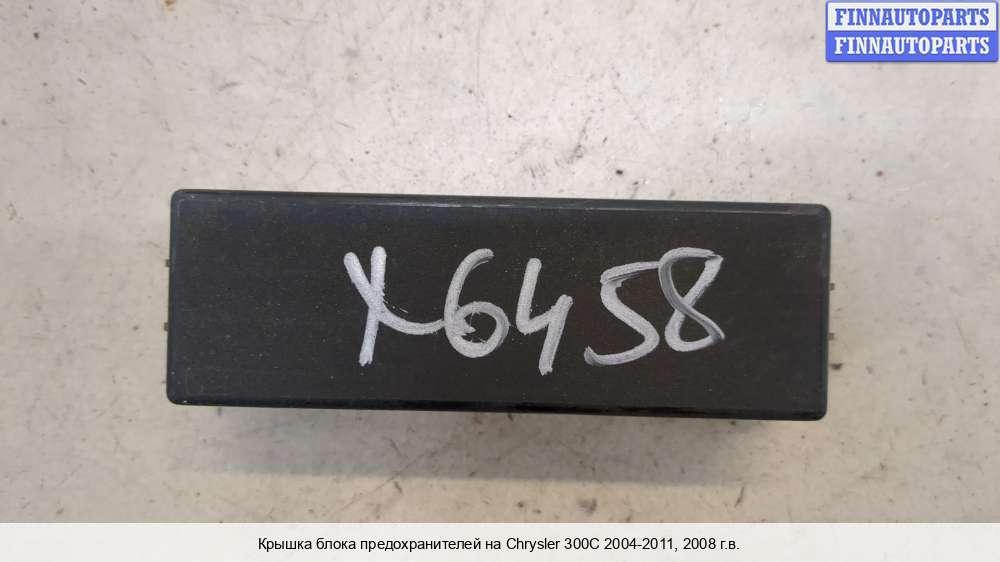 FINNAUTOPARTS
FINNAUTOPARTS
X6458
Крышка блока предохранителей на Chrysler 300C 2004-2011, 2008 г.в.